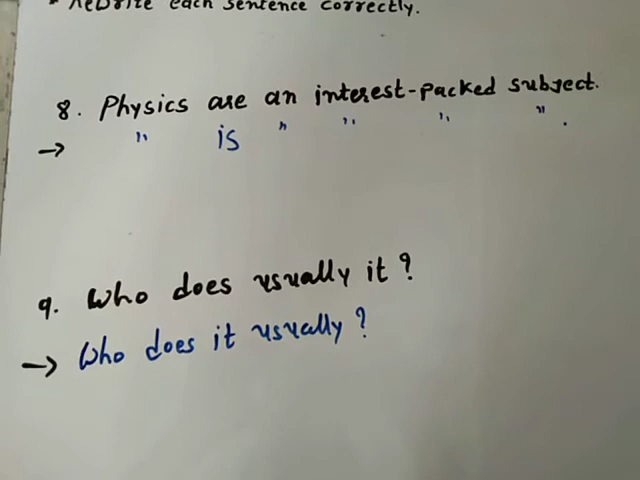 * Rewrite each sentence correctly.
8. Physics are an interest-packed subject.
→ " is " " " " .
9. Who does usually it?
→ Who does it usually?